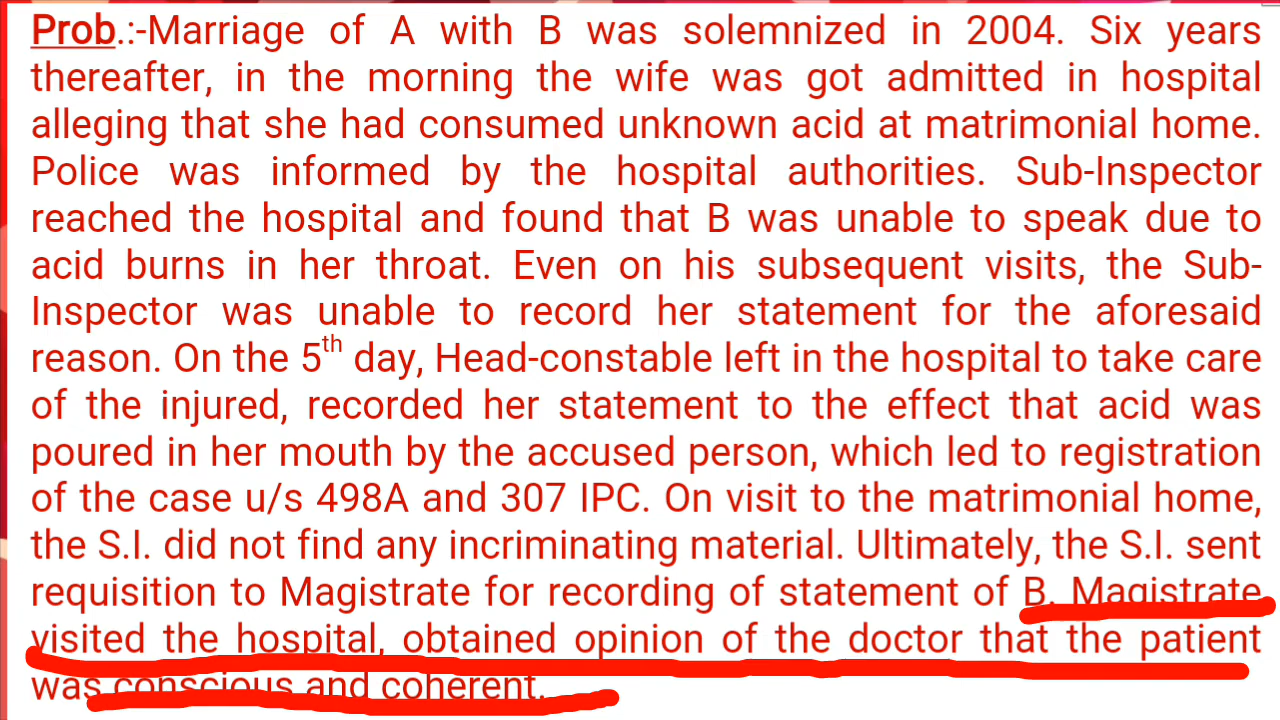 Prob.:-Marriage of A with B was solemnized in 2004. Six years
thereafter, in the morning the wife was got admitted in hospital
alleging that she had consumed unknown acid at matrimonial home.
Police was informed by the hospital authorities. Sub-Inspector
reached the hospital and found that B was unable to speak due to
acid burns in her throat. Even on his subsequent visits, the Sub-
Inspector was unable to record her statement for the aforesaid
reason. On the 5th day, Head-constable left in the hospital to take care
of the injured, recorded her statement to the effect that acid was
poured in her mouth by the accused person, which led to registration
of the case u/s 498A and 307 IPC. On visit to the matrimonial home,
the S.I. did not find any incriminating material. Ultimately, the S.I. sent
requisition to Magistrate for recording of statement of B. Magistrate
visited the hospital, obtained opinion of the doctor that the patient
was conscious and coherent.